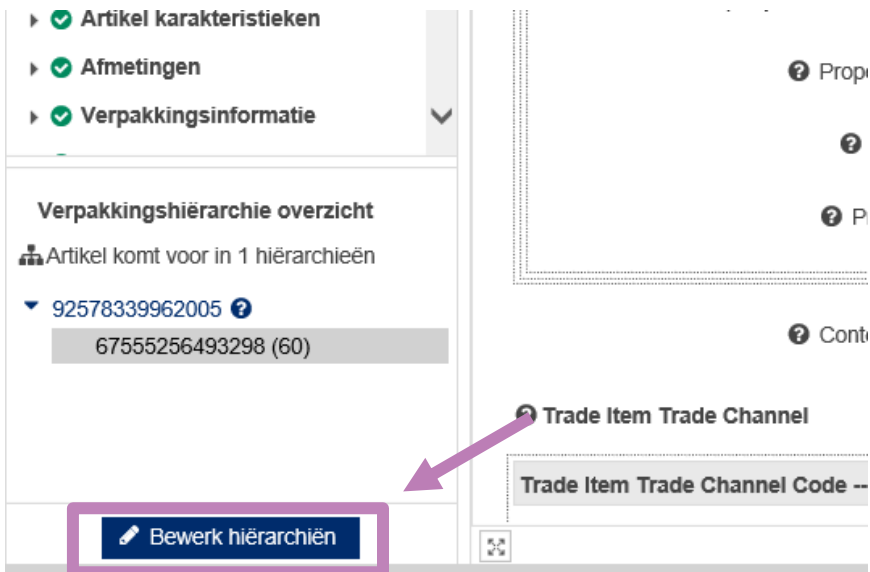 Artikel karakteristieken
Afmetingen
Verpakkingsinformatie
Verpakkingshiërarchie overzicht
Artikel komt voor in 1 hiërarchieën
92578339962005
67555256493298 (60)
Bewerk hiërarchiën
Trade Item Trade Channel
Trade Item Trade Channel Code --